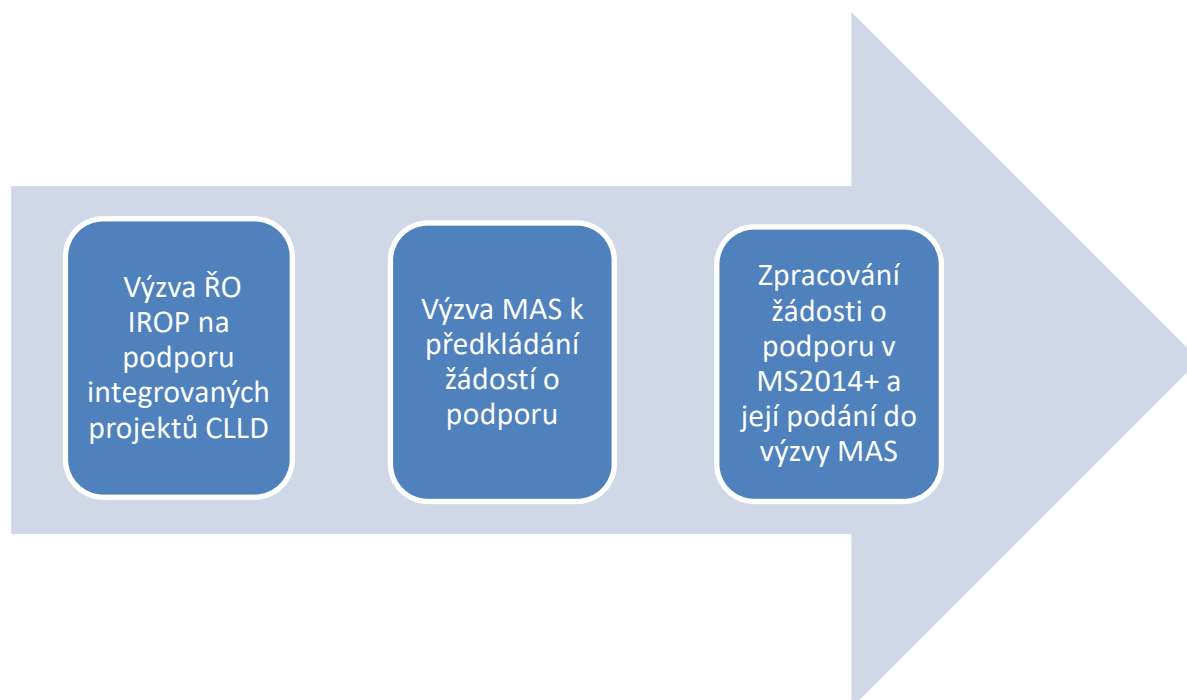 Výzva ŘO
IROP na
podporu
integrovaných
projektů CLLD
Výzva MAS k
předkládání
žádostí o
podporu
Zpracování
žádosti o
podporu v
MS2014+ a
její podání do
výzvy MAS